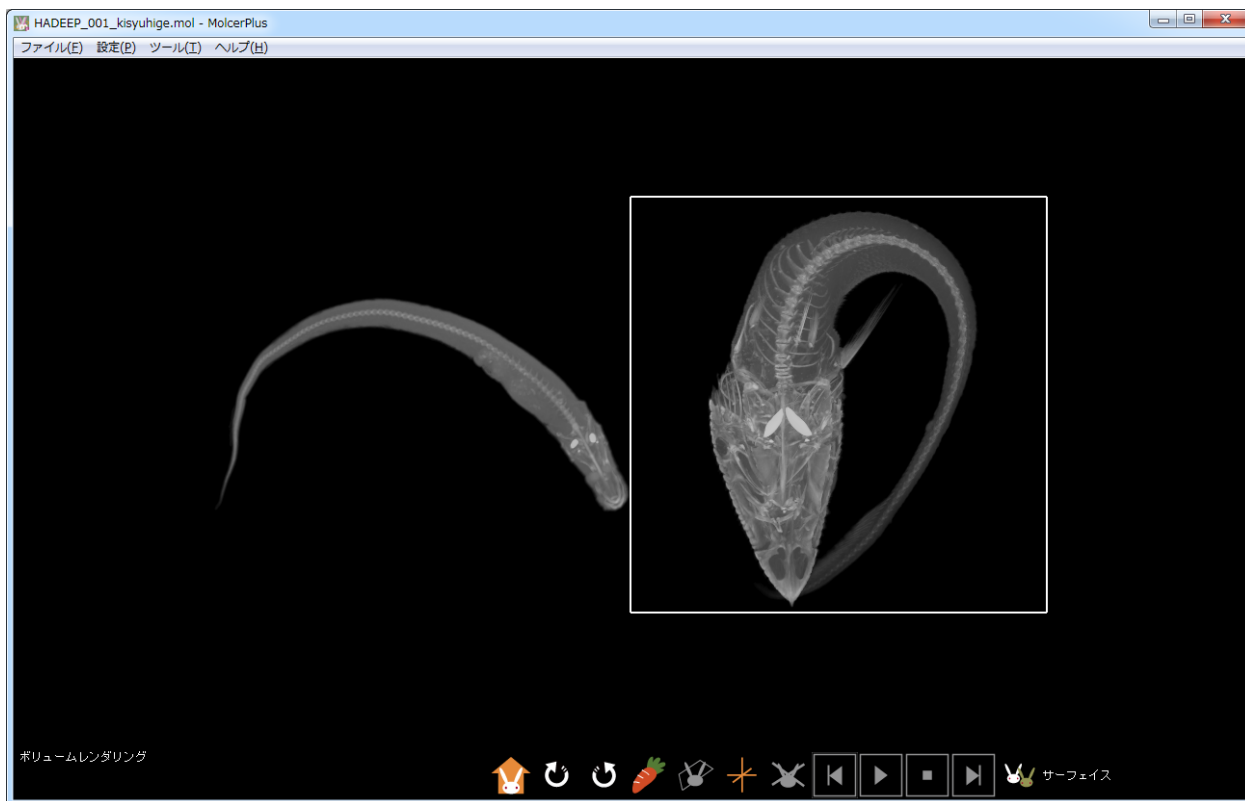 HADEEP_001_kisyuhige.mol - MolcerPlus
ファイル(F) 設定(P) ツール(T) ヘルプ(H)
ボリュームレンダリング
サーフェイス